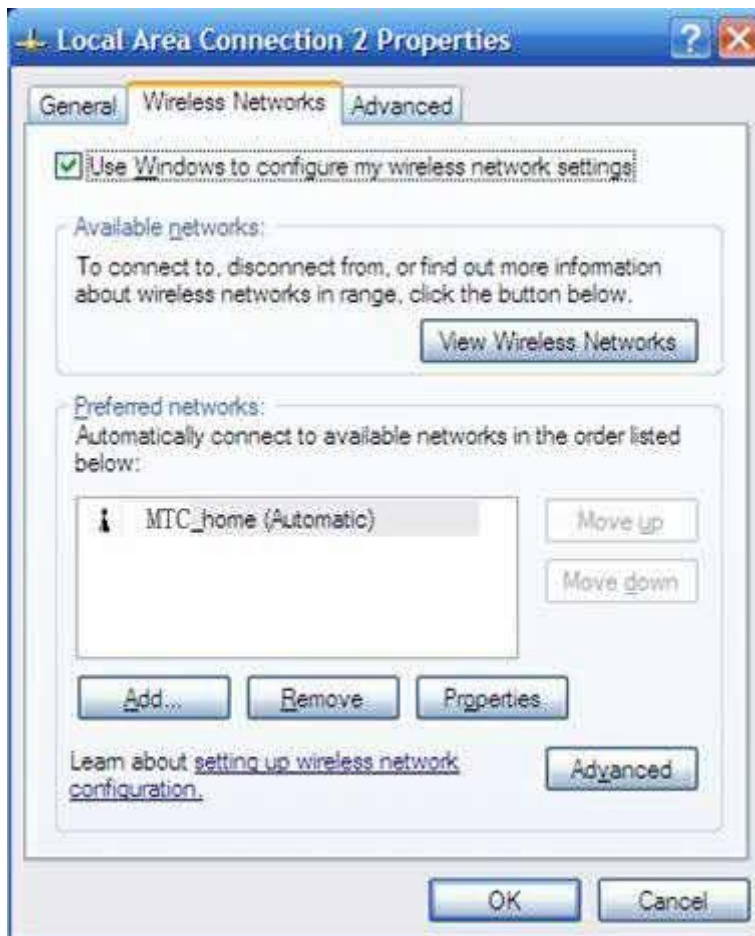 Local Area Connection 2 Properties
General
Wireless Networks
Advanced
Use Windows to configure my wireless network settings
Available networks:
To connect to, disconnect from, or find out more information
about wireless networks in range, click the button below.
View Wireless Networks
Preferred networks:
Automatically connect to available networks in the order listed
below:
MTC_home (Automatic)
Move up
Move down
Add...
Remove
Properties
Learn about setting up wireless network
configuration.
Advanced
OK
Cancel